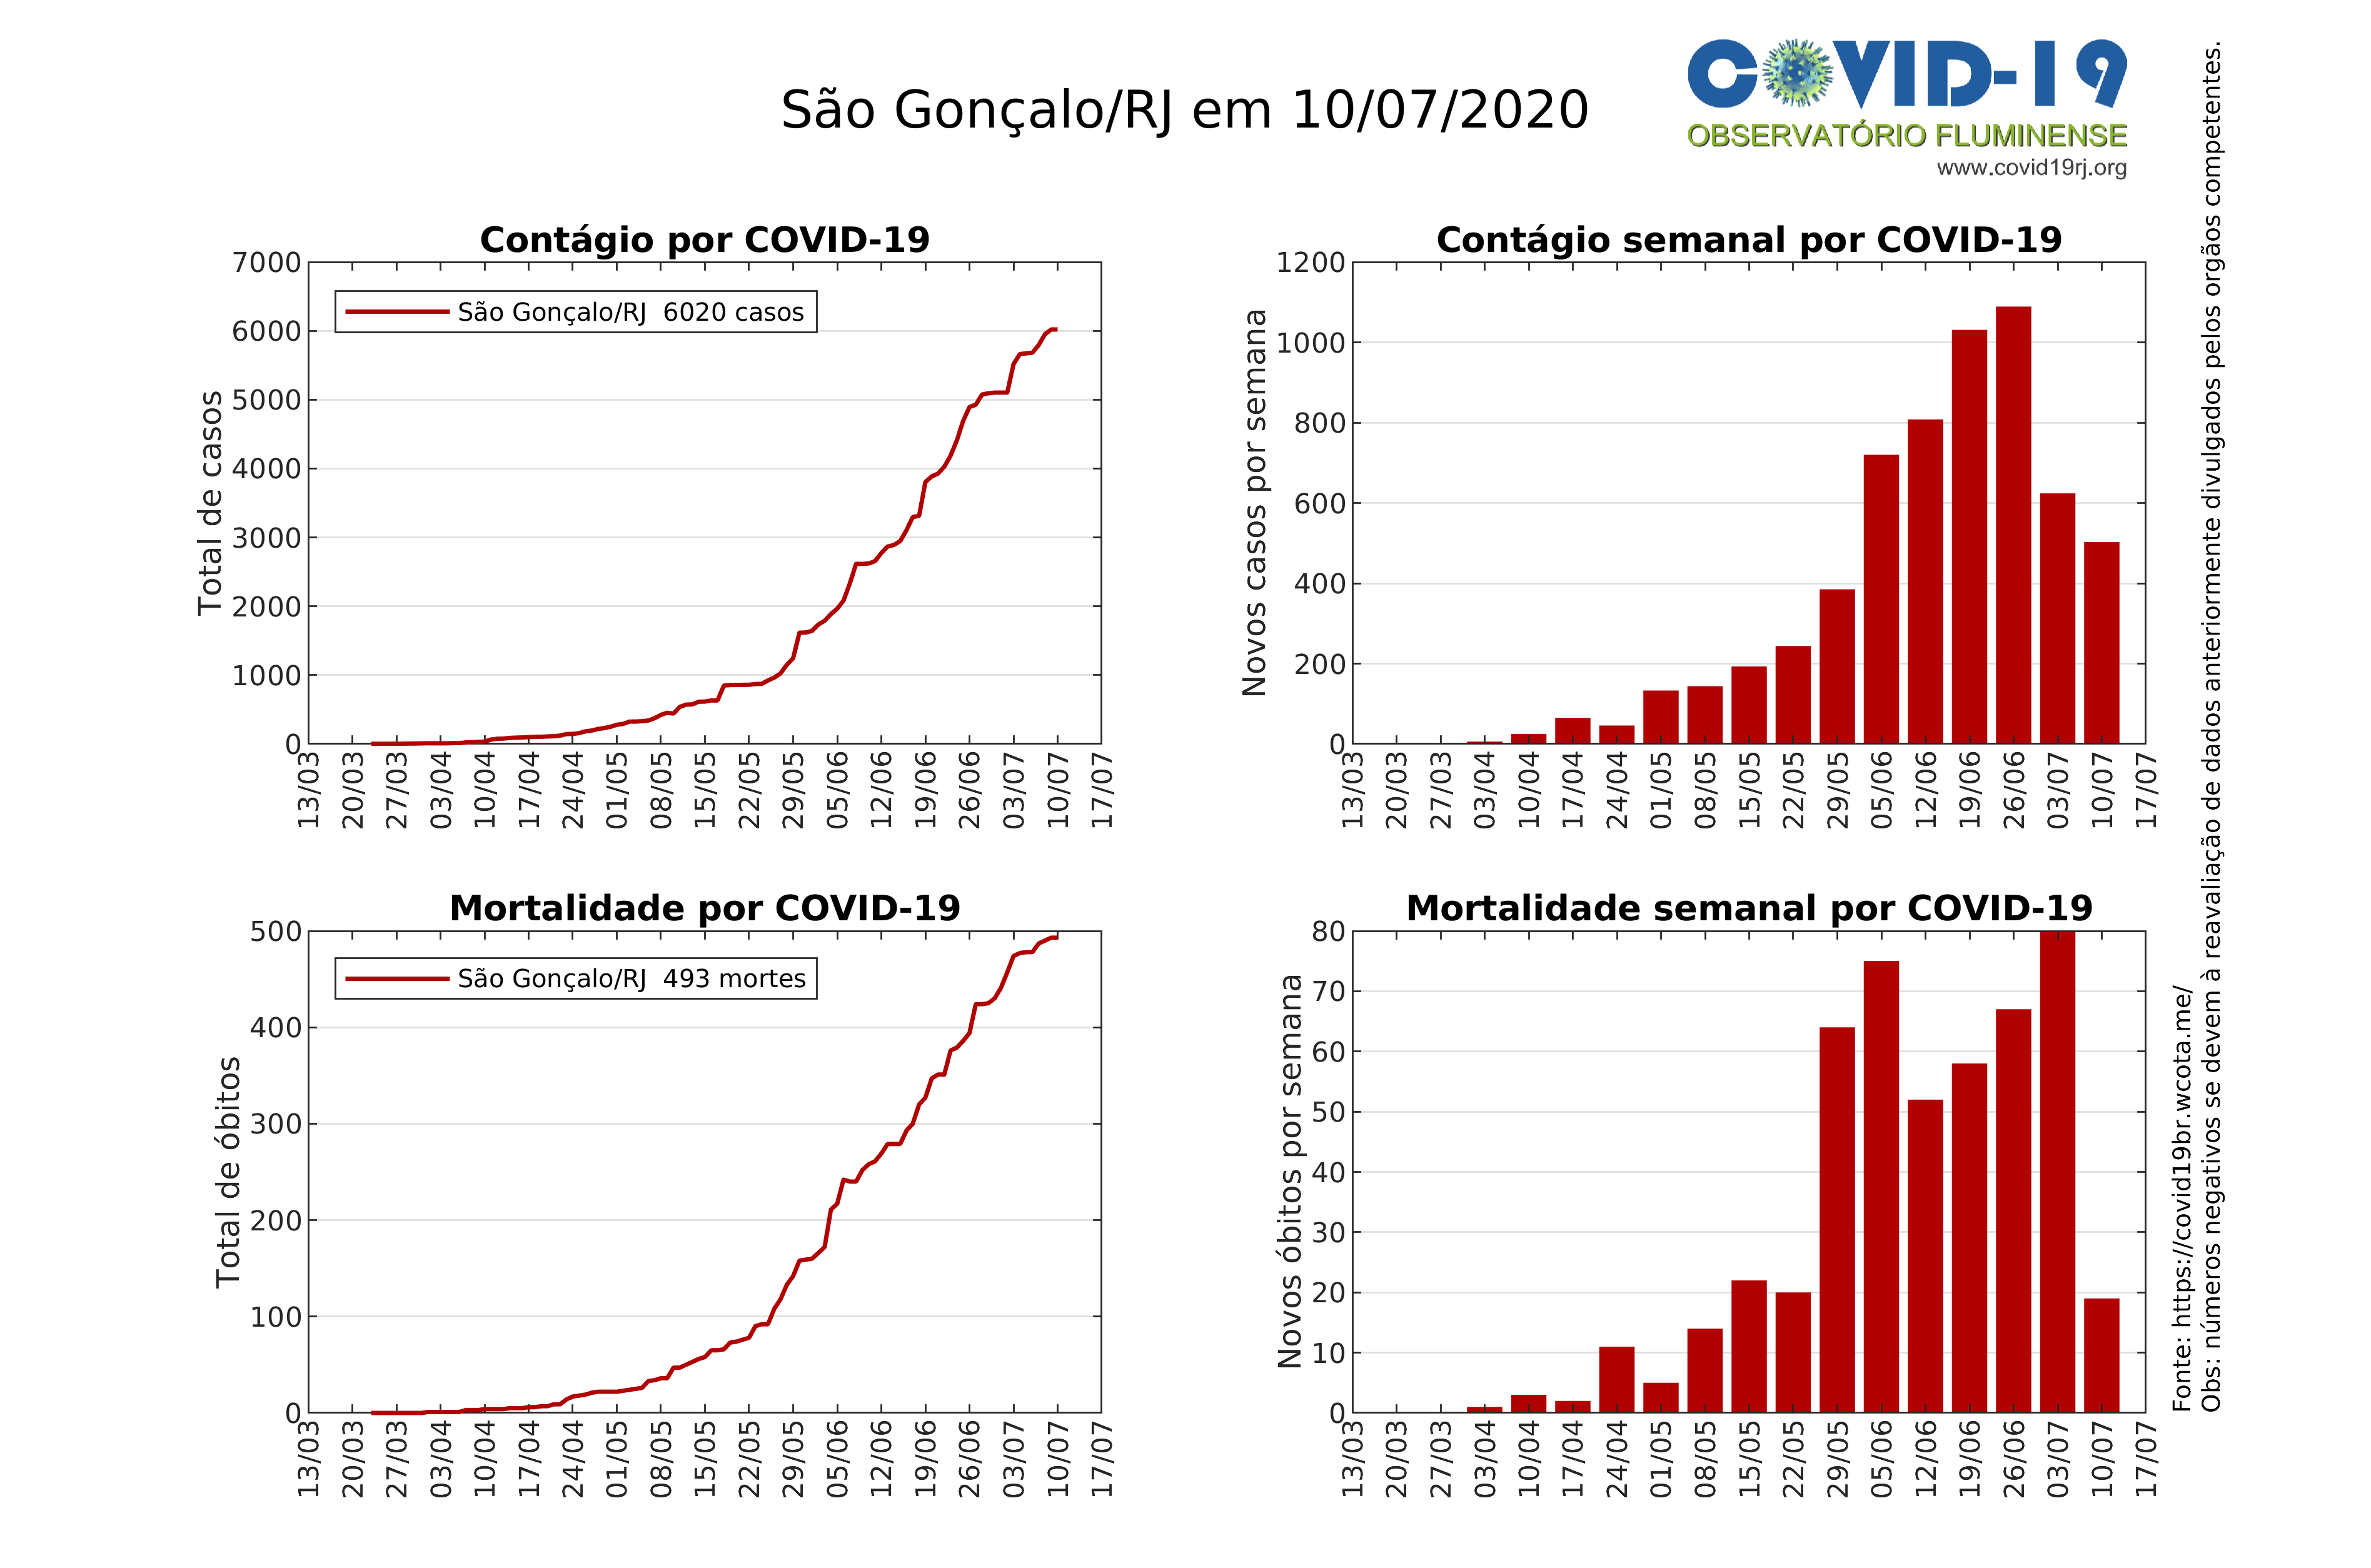 São Gonçalo/RJ em 10/07/2020
COVID-19
OBSERVATÓRIO FLUMINENSE
www.covid19rj.org
Contágio por COVID-19
Total de casos
7000
6000
5000
4000
3000
2000
1000
0
São Gonçalo/RJ 6020 casos
13/03 20/03 27/03 03/04 10/04 17/04 24/04 01/05 08/05 15/05 22/05 29/05 05/06 12/06 19/06 26/06 03/07 10/07 17/07
Contágio semanal por COVID-19
Novos casos por semana
1200
1000
800
600
400
200
0
13/03 20/03 27/03 03/04 10/04 17/04 24/04 01/05 08/05 15/05 22/05 29/05 05/06 12/06 19/06 26/06 03/07 10/07 17/07
Mortalidade por COVID-19
Total de óbitos
500
400
300
200
100
0
São Gonçalo/RJ 493 mortes
13/03 20/03 27/03 03/04 10/04 17/04 24/04 01/05 08/05 15/05 22/05 29/05 05/06 12/06 19/06 26/06 03/07 10/07 17/07
Mortalidade semanal por COVID-19
Novos óbitos por semana
80
70
60
50
40
30
20
10
0
13/03 20/03 27/03 03/04 10/04 17/04 24/04 01/05 08/05 15/05 22/05 29/05 05/06 12/06 19/06 26/06 03/07 10/07 17/07
Fonte: https://covid19br.wcota.me/
Obs: números negativos se devem à reavaliação de dados anteriormente divulgados pelos orgãos competentes.